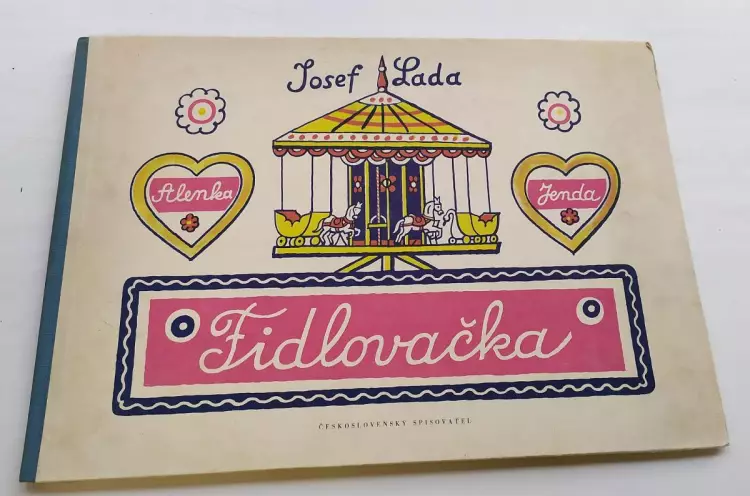 Josef Lada
Alenka
Jenda
Fidlovačka
ČESKOSLOVENSKÝ SPISOVATEL